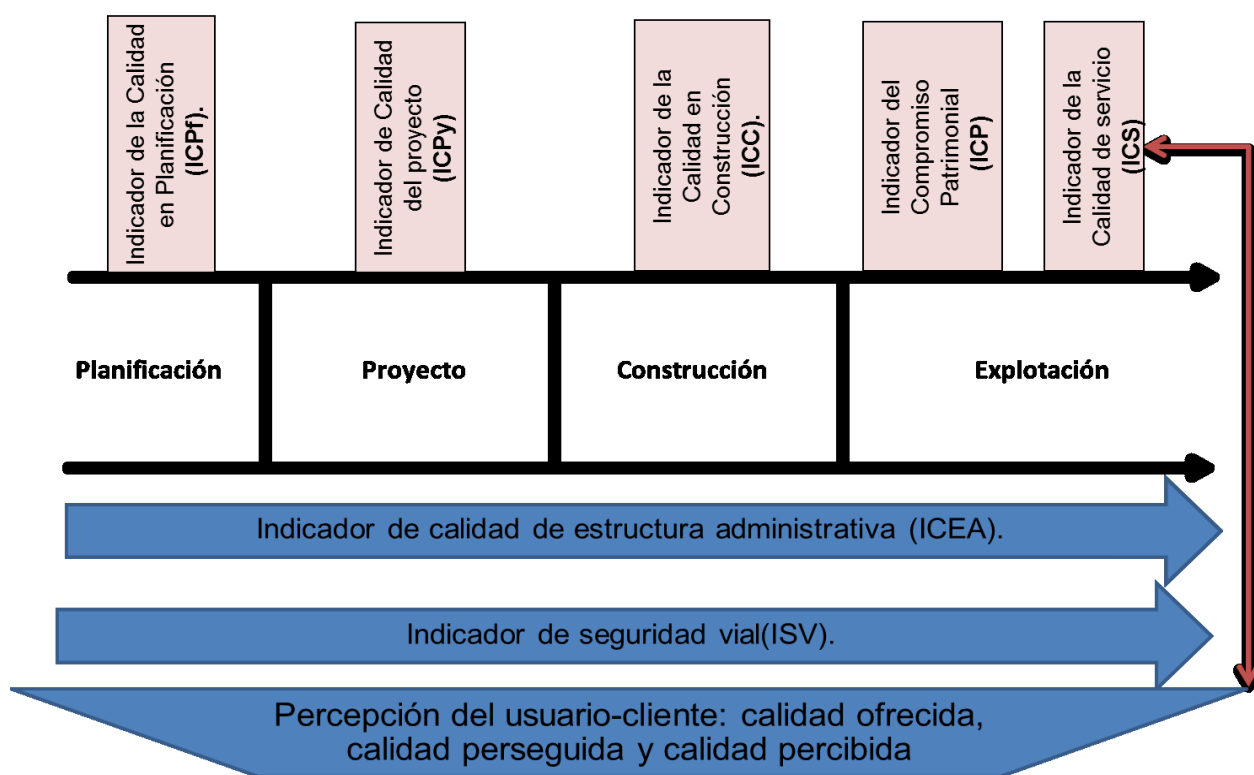 Indicador de la Calidad
en Planificación
(ICPf).
Indicador de Calidad
del proyecto
(ICPy)
Indicador de la
Calidad en
Construcción
(ICC).
Indicador del
Compromiso
Patrimonial
(ICP)
Indicador de la
Calidad de servicio
(ICS)
Planificación
Proyecto
Construcción
Explotación
Indicador de calidad de estructura administrativa (ICEA).
Indicador de seguridad vial(ISV).
Percepción del usuario-cliente: calidad ofrecida,
calidad perseguida y calidad percibida